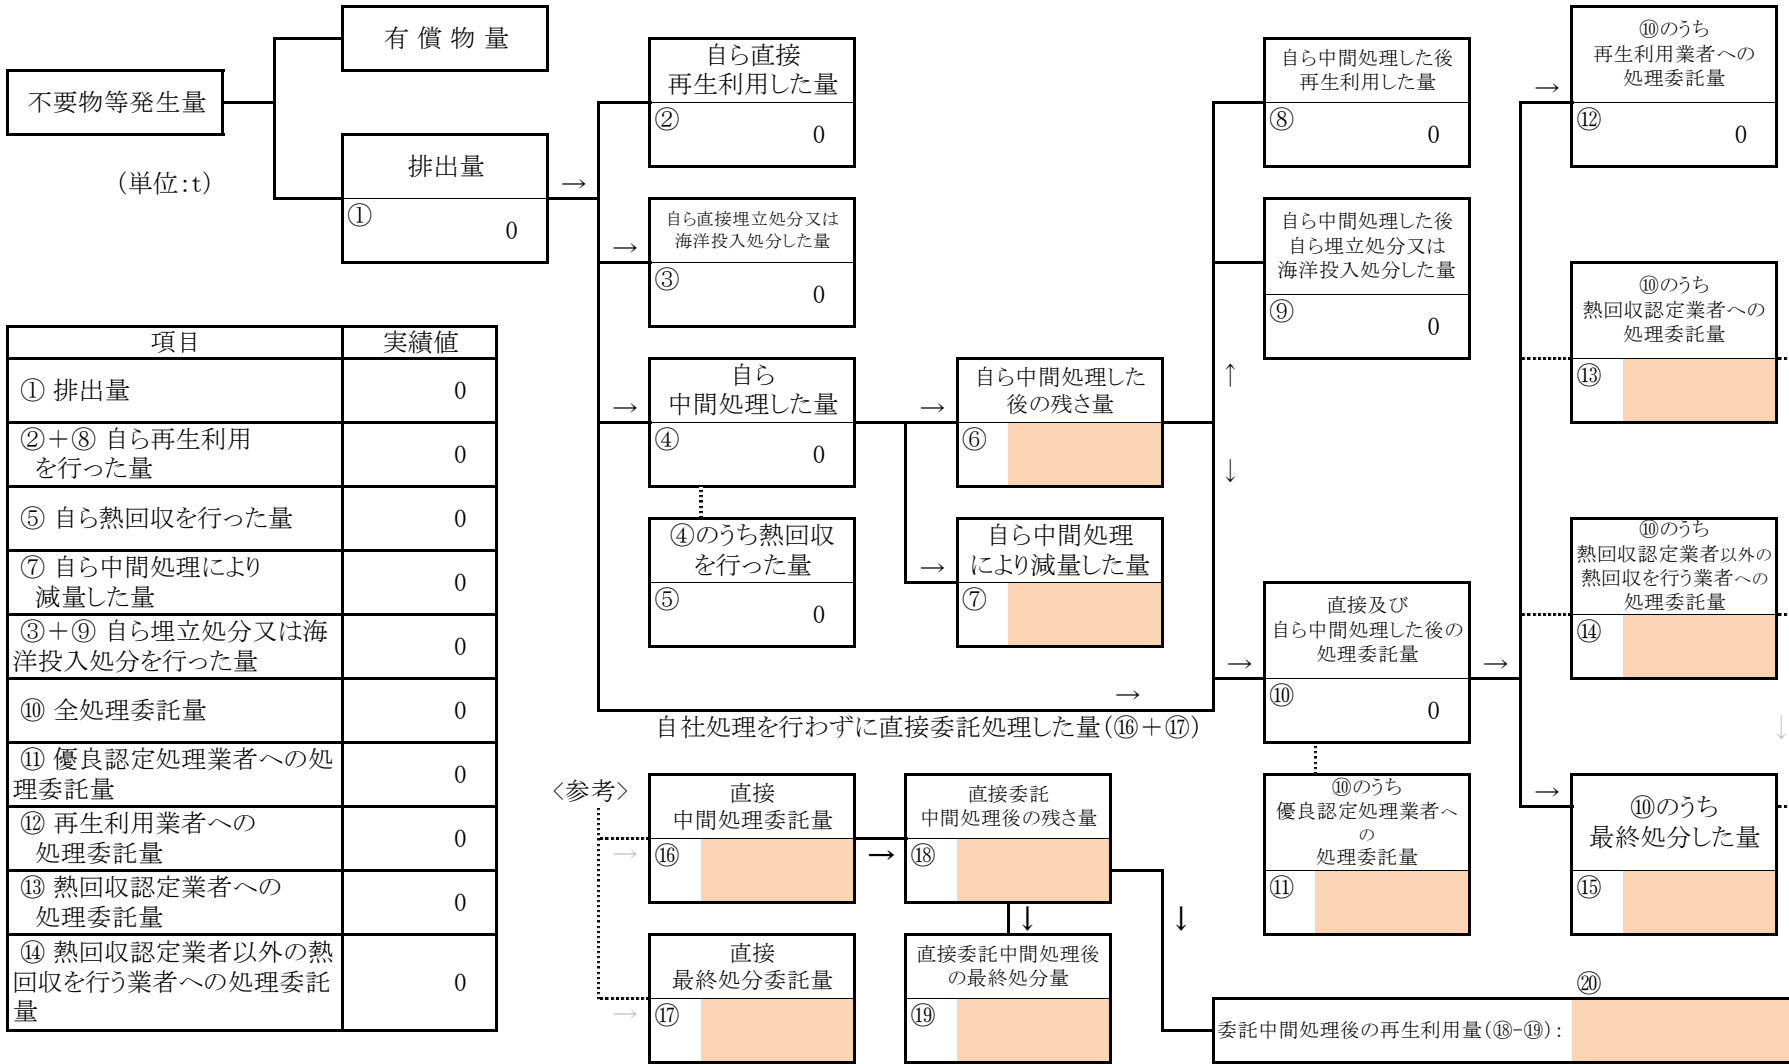 不要物等発生量
(単位:t)
有 償 物 量
排出量
→
①
0
自ら直接
再生利用した量
②
0
→
自ら直接埋立処分又は
海洋投入処分した量
③
0
→
自ら
中間処理した量
④
0
④のうち熱回収
を行った量
⑤
0
→
自ら中間処理した
後の残さ量
⑥
→
自ら中間処理
により減量した量
⑦
↑
↓
自ら中間処理した後
再生利用した量
⑧
0
自ら中間処理した後
自ら埋立処分又は
海洋投入処分した量
⑨
0
→
自社処理を行わずに直接委託処理した量(⑯+⑰)
→
直接及び
自ら中間処理した後の
処理委託量
⑩
0
→
⑩のうち
優良認定処理業者へ
の
処理委託量
⑪
→
⑩のうち
再生利用業者への
処理委託量
⑫
0
⑩のうち
熱回収認定業者への
処理委託量
⑬
⑩のうち
熱回収認定業者以外の
熱回収を行う業者への
処理委託量
⑭
↓
→
⑩のうち
最終処分した量
⑮
項目 実績値
① 排出量 0
②+⑧ 自ら再生利用
を行った量 0
⑤ 自ら熱回収を行った量 0
⑦ 自ら中間処理により
減量した量 0
③+⑨ 自ら埋立処分又は海
洋投入処分を行った量 0
⑩ 全処理委託量 0
⑪ 優良認定処理業者への処
理委託量 0
⑫ 再生利用業者への
処理委託量 0
⑬ 熱回収認定業者への
処理委託量 0
⑭ 熱回収認定業者以外の熱
回収を行う業者への処理委託
量 0
<参考>
→
直接
中間処理委託量
⑯
→
直接委託
中間処理後の残さ量
⑱
↓
↓
→
直接
最終処分委託量
⑰
直接委託中間処理後
の最終処分量
⑲
⑳
委託中間処理後の再生利用量(⑱-⑲):